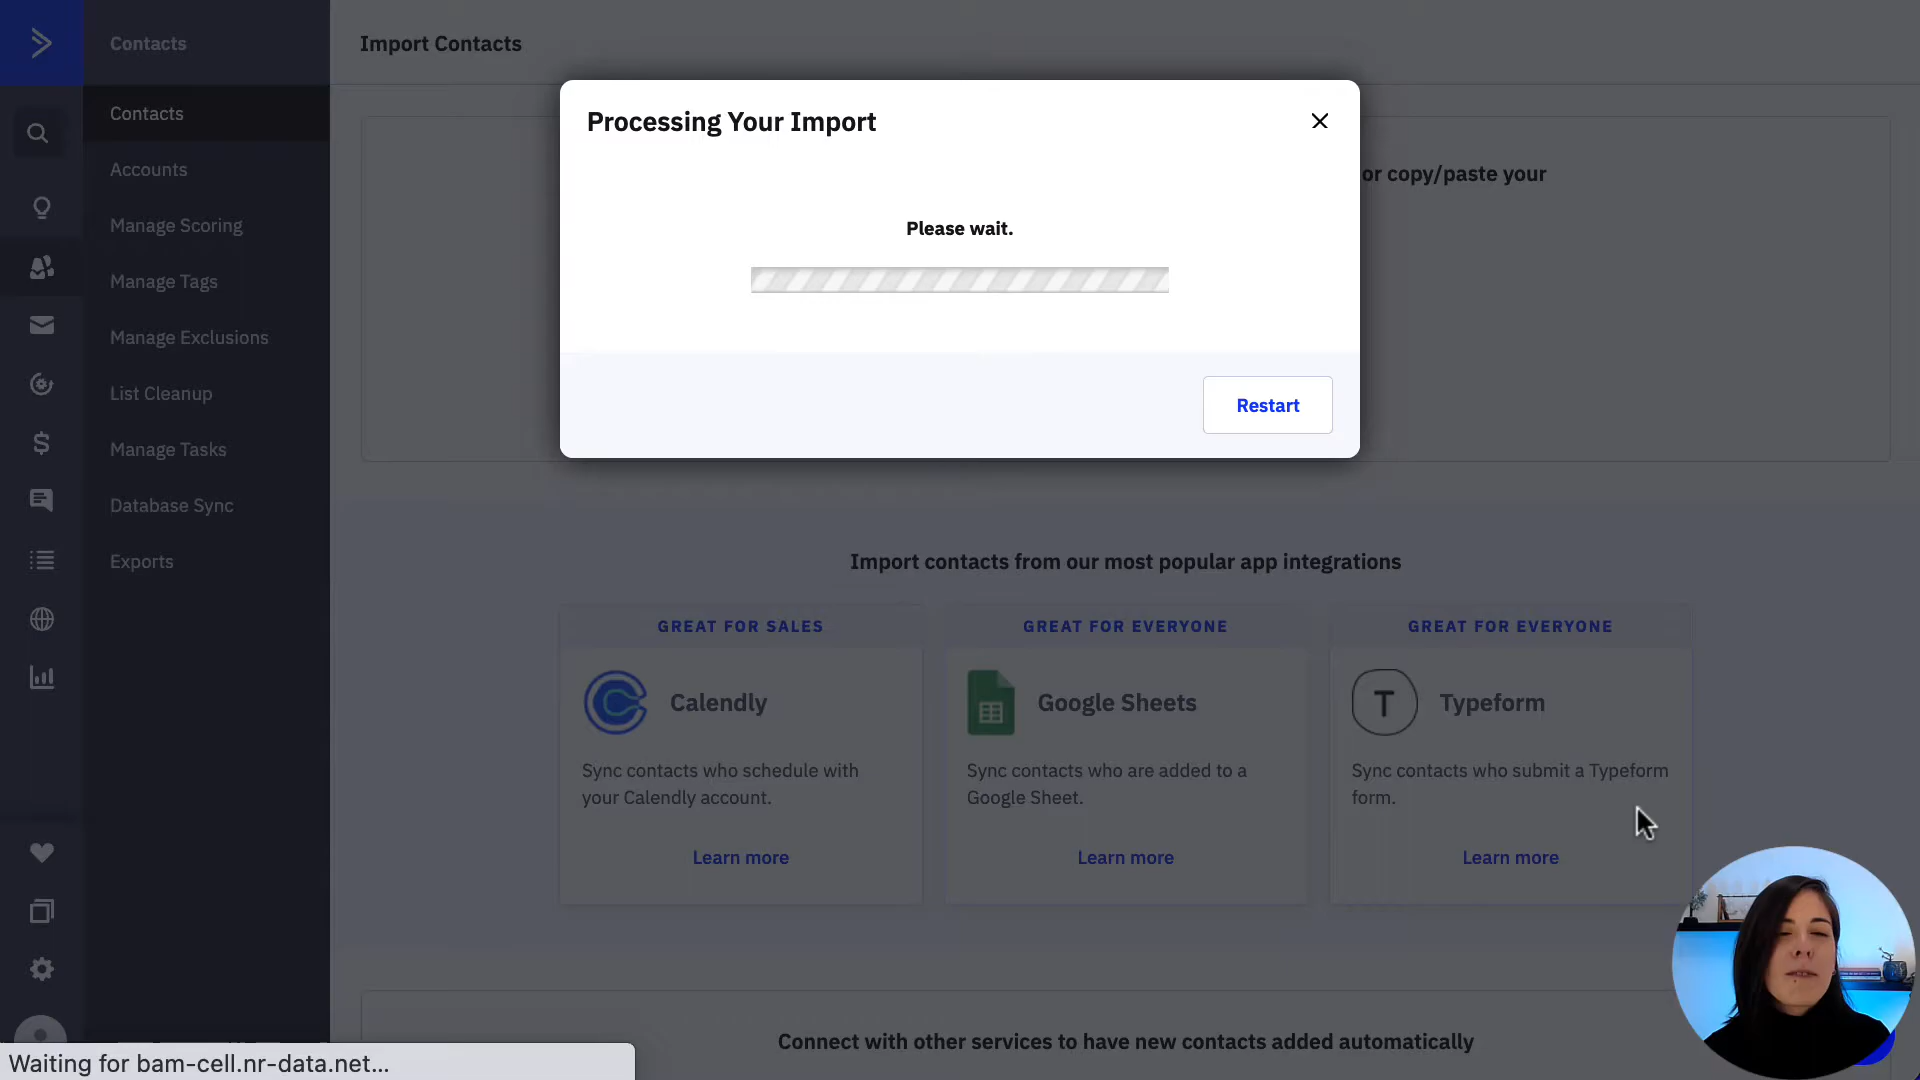 Contacts
Import Contacts
Contacts
Accounts
Manage Scoring
Manage Tags
Manage Exclusions
List Cleanup
Manage Tasks
Database Sync
Exports
Processing Your Import
or copy/paste your
Please wait.
Restart
Import contacts from our most popular app integrations
GREAT FOR SALES
Calendly
Sync contacts who schedule with
your Calendly account.
Learn more
GREAT FOR EVERYONE
Google Sheets
Sync contacts who are added to a
Google Sheet.
Learn more
GREAT FOR EVERYONE
T Typeform
Sync contacts who submit a Typeform
form.
Learn more
Connect with other services to have new contacts added automatically
Waiting for bam-cell.nr-data.net...